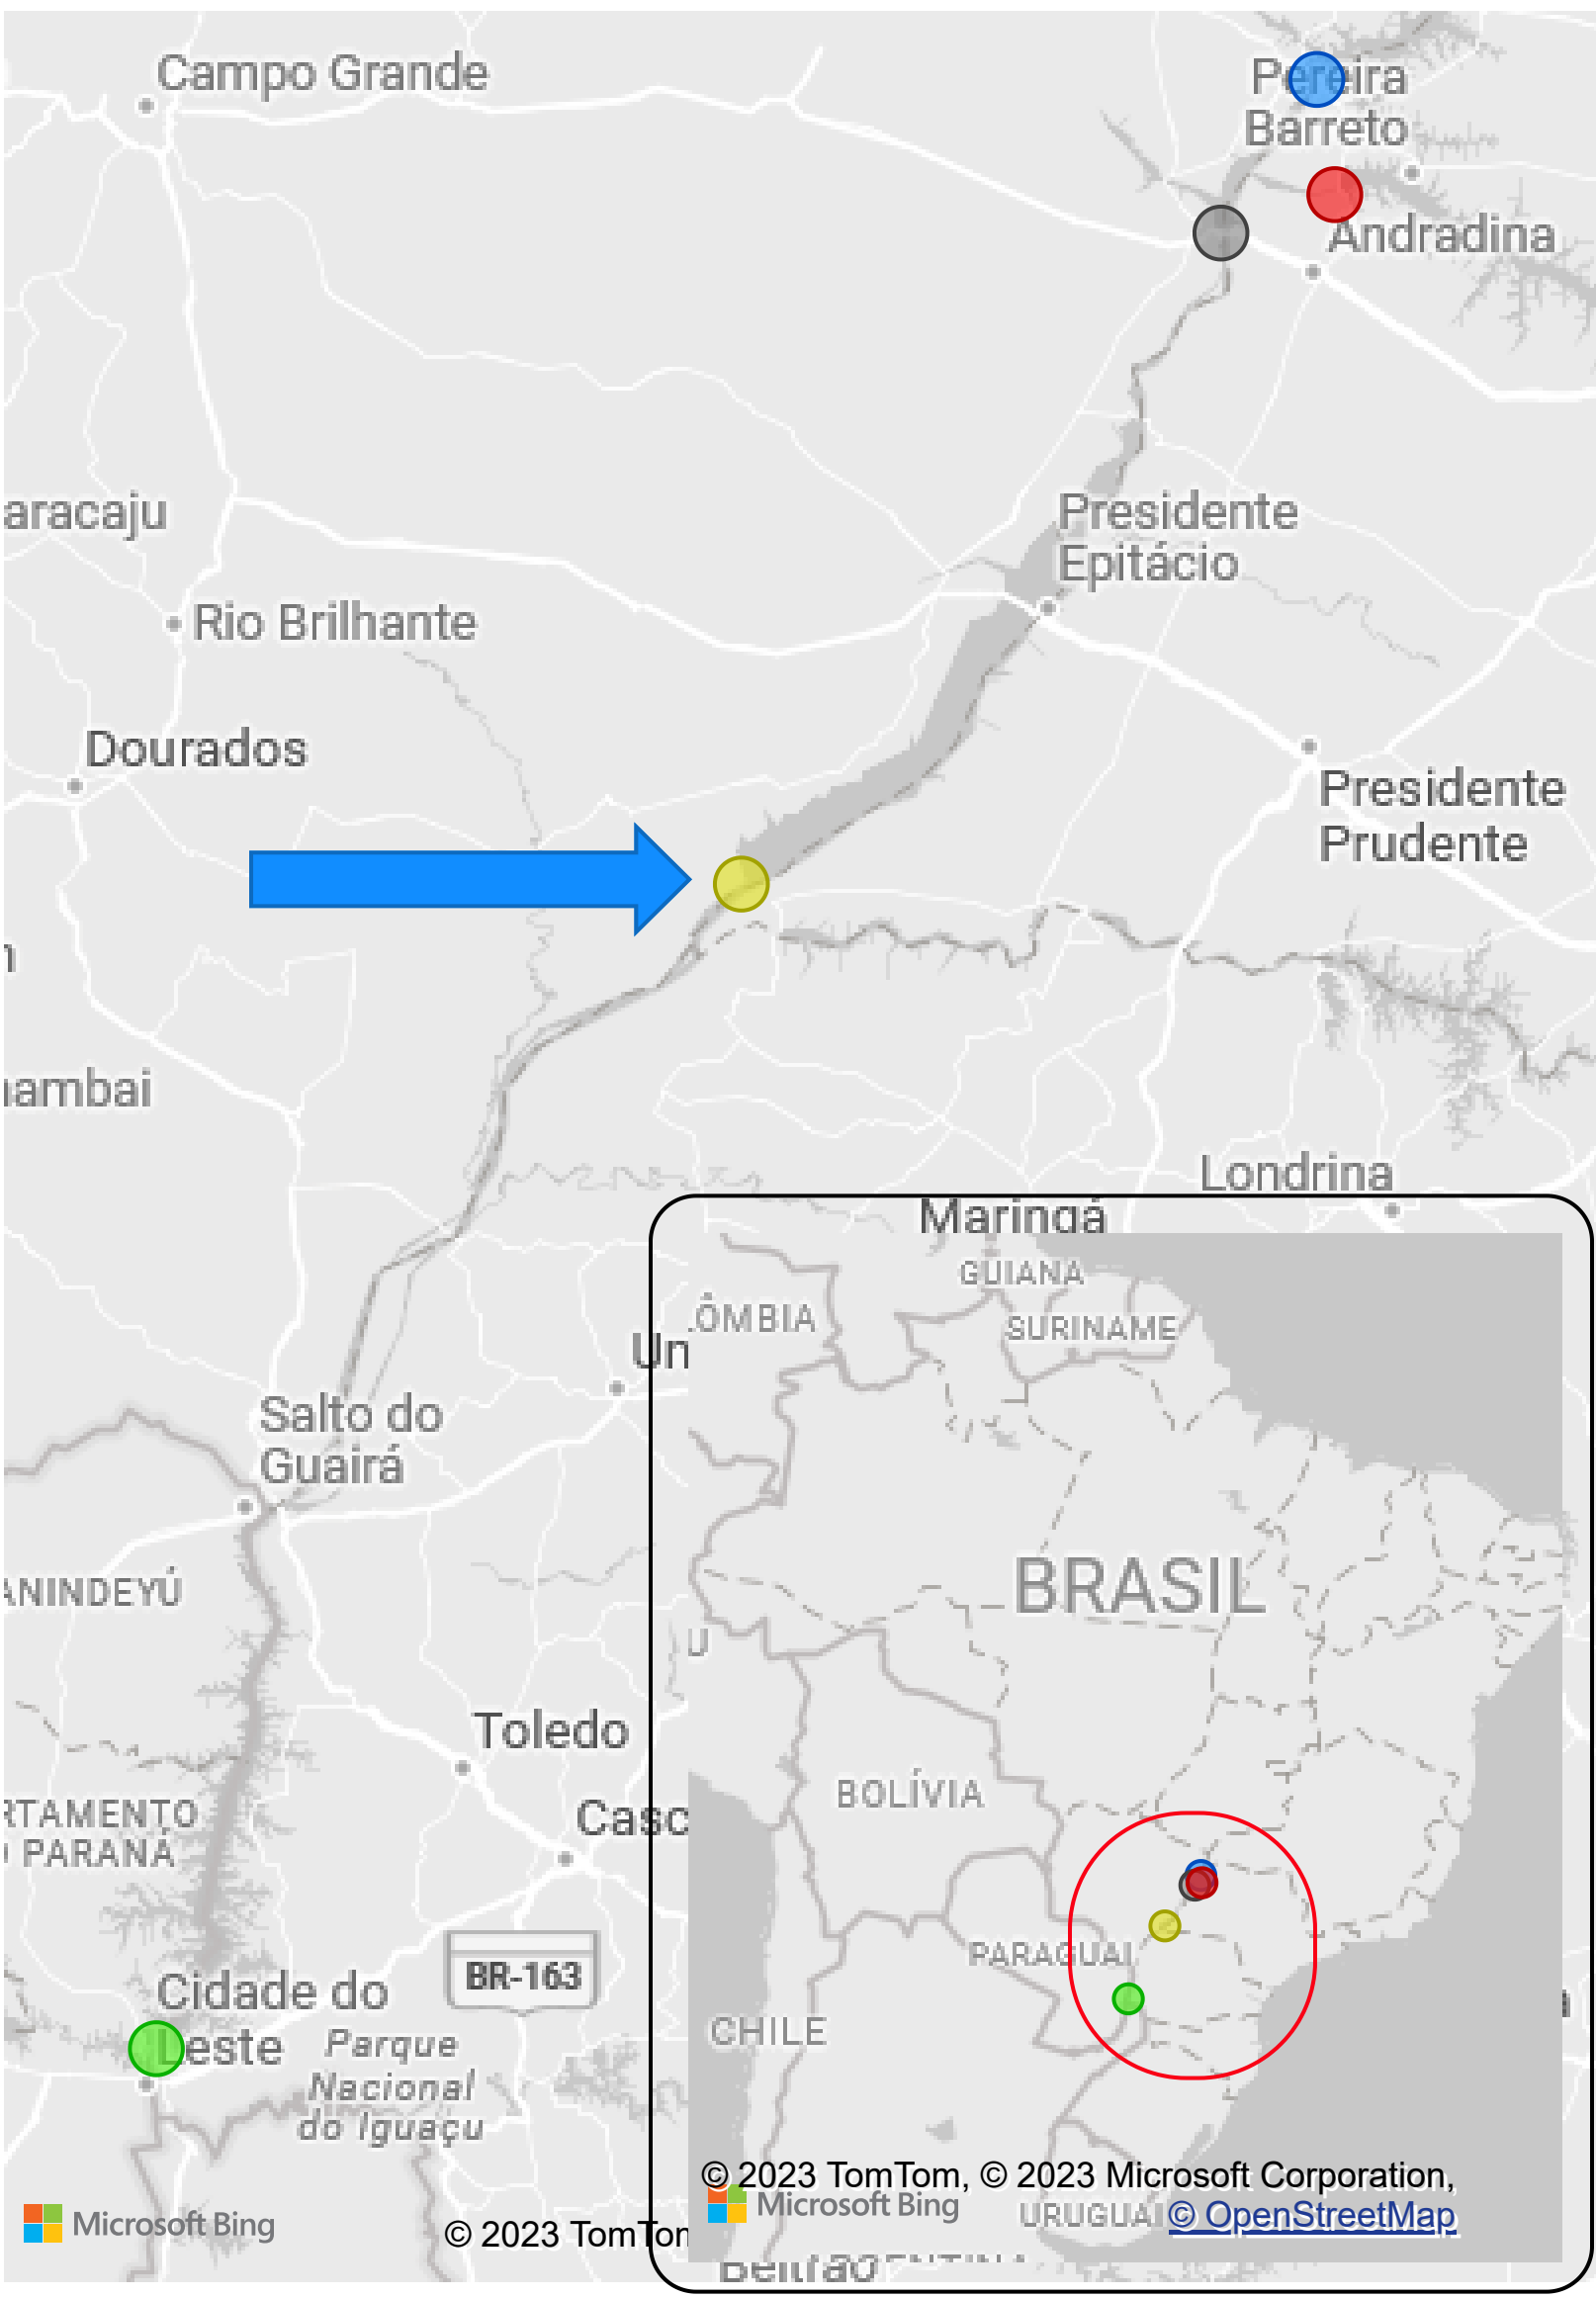 Campo Grande
Pereira
Barreto
Andradina
aracaju
Presidente
Epitácio
Rio Brilhante
Dourados
Presidente
Prudente
ambai
Londrina
Maringá
GUIANA
ÔMBIA
SURINAME
Un
Salto do
Guairá
BRASIL
ANINDEYÚ
U
Toledo
BOLÍVIA
RTAMENTO
Casc
PARANÁ
PARAGUAI
BR-163
Cidade do
Leste
Parque
Nacional
do Iguaçu
CHILE
© 2023 TomTom, © 2023 Microsoft Corporation,
Microsoft Bing
URUGUAI
© OpenStreetMap
Microsoft Bing
© 2023 TomTom
Beltrão
ENTINA